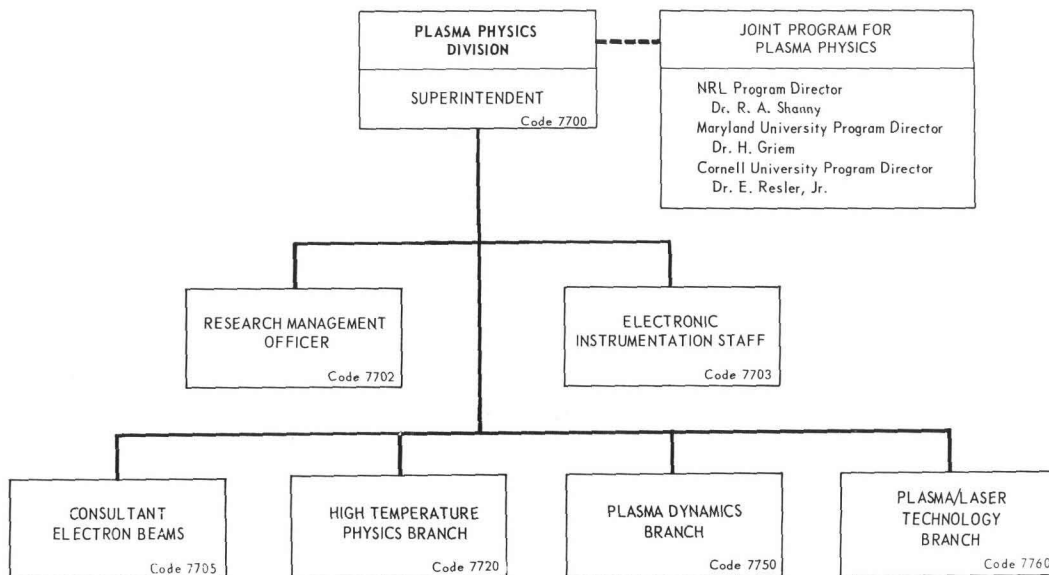 PLASMA PHYSICS
DIVISION
SUPERINTENDENT
Code 7700
JOINT PROGRAM FOR
PLASMA PHYSICS
NRL Program Director
Dr. R. A. Shanny
Maryland University Program Director
Dr. H. Griem
Cornell University Program Director
Dr. E. Resler, Jr.
RESEARCH MANAGEMENT
OFFICER
Code 7702
ELECTRONIC
INSTRUMENTATION STAFF
Code 7703
CONSULTANT
ELECTRON BEAMS
Code 7705
HIGH TEMPERATURE
PHYSICS BRANCH
Code 7720
PLASMA DYNAMICS
BRANCH
Code 7750
PLASMA/LASER
TECHNOLOGY
BRANCH
Code 7760